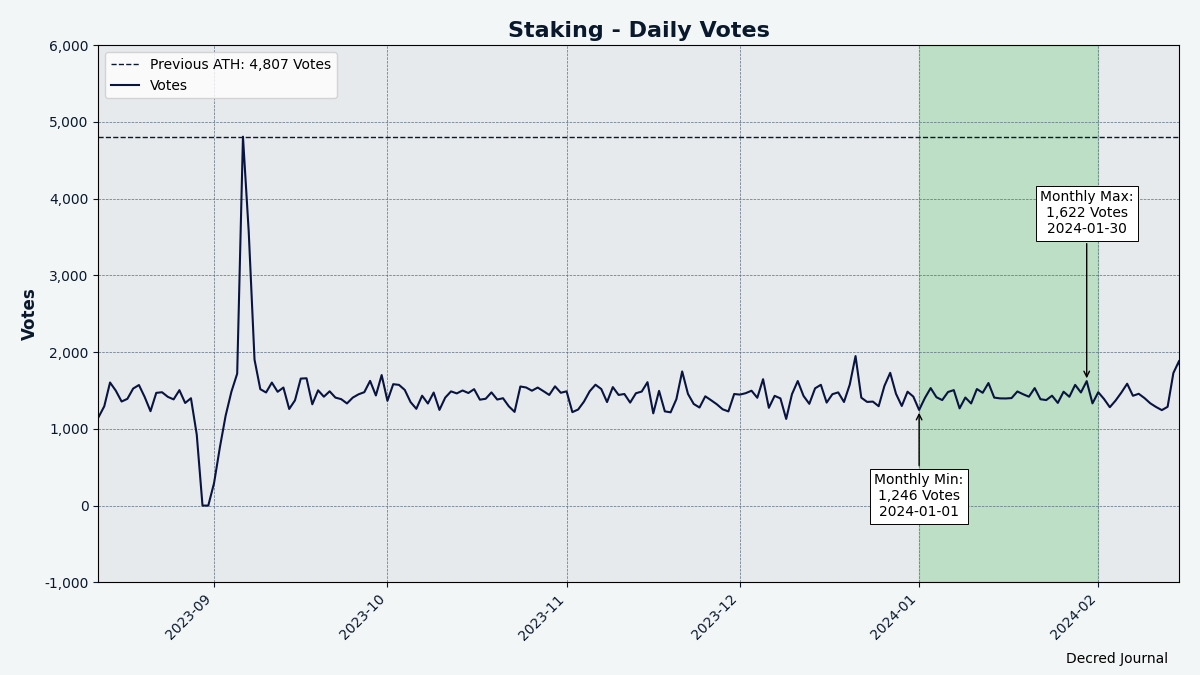 Staking - Daily Votes
Previous ATH: 4,807 Votes
Votes
6,000
5,000
4,000
3,000
2,000
1,000
0
-1,000
Votes
Monthly Max:
1,622 Votes
2024-01-30
Monthly Min:
1,246 Votes
2024-01-01
2023-09
2023-10
2023-11
2023-12
2024-01
2024-02
Decred Journal